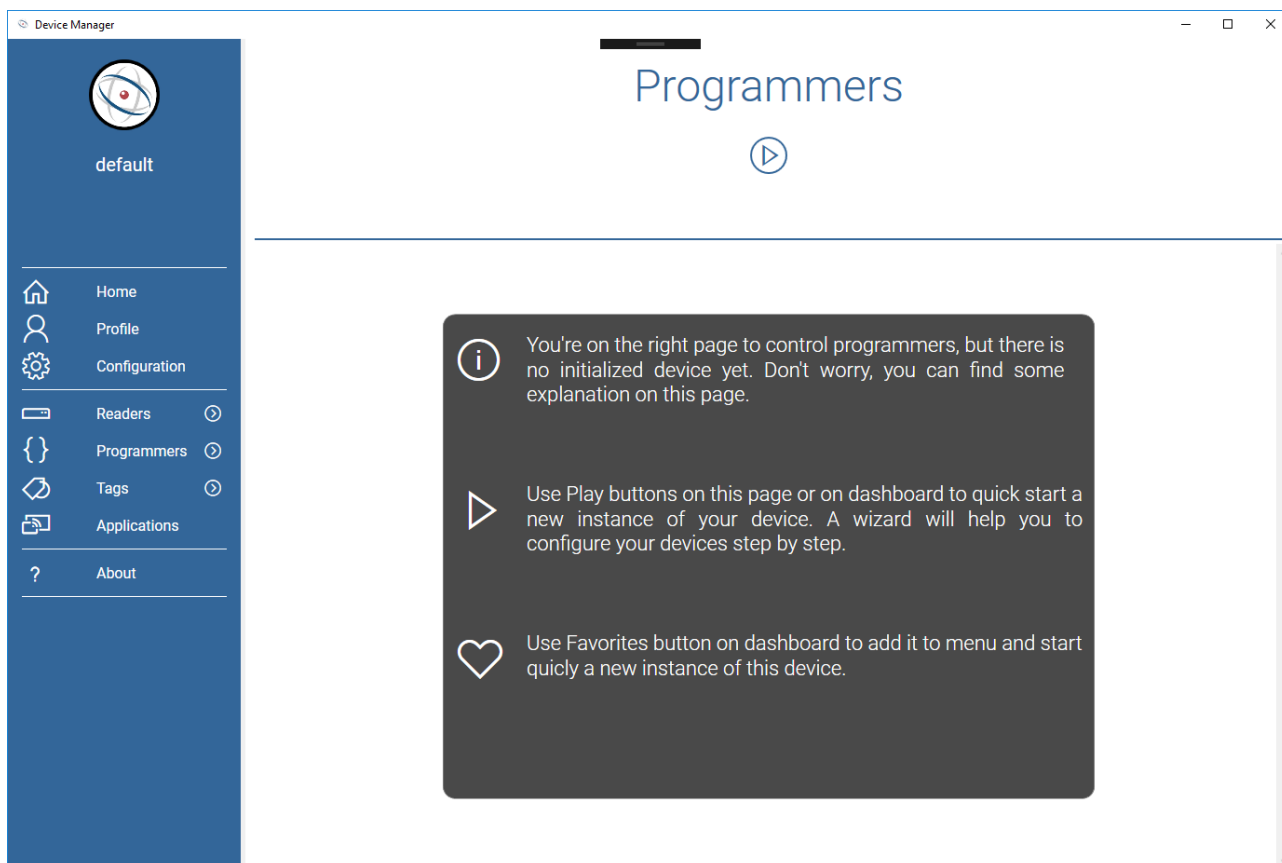 Device Manager
Programmers
default
Home
Profile
Configuration
Readers
Programmers
Tags
Applications
? About
You're on the right page to control programmers, but there is
no initialized device yet. Don't worry, you can find some
explanation on this page.
Use Play buttons on this page or on dashboard to quick start a
new instance of your device. A wizard will help you to
configure your devices step by step.
Use Favorites button on dashboard to add it to menu and start
quicly a new instance of this device.